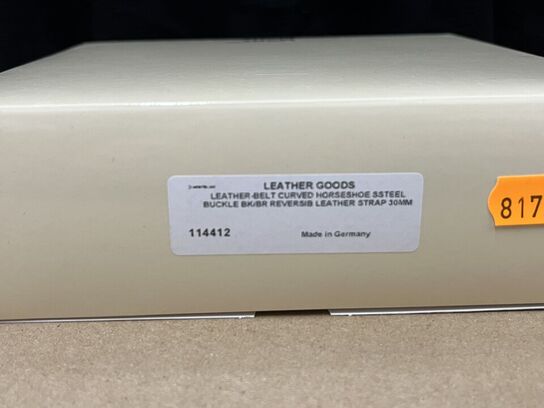 LEATHER GOODS
LEATHER-BELT CURVED HORSESHOE SSTEEL
BUCKLE BK/BR REVERSIB LEATHER STRAP 30MM
114412 Made in Germany
817